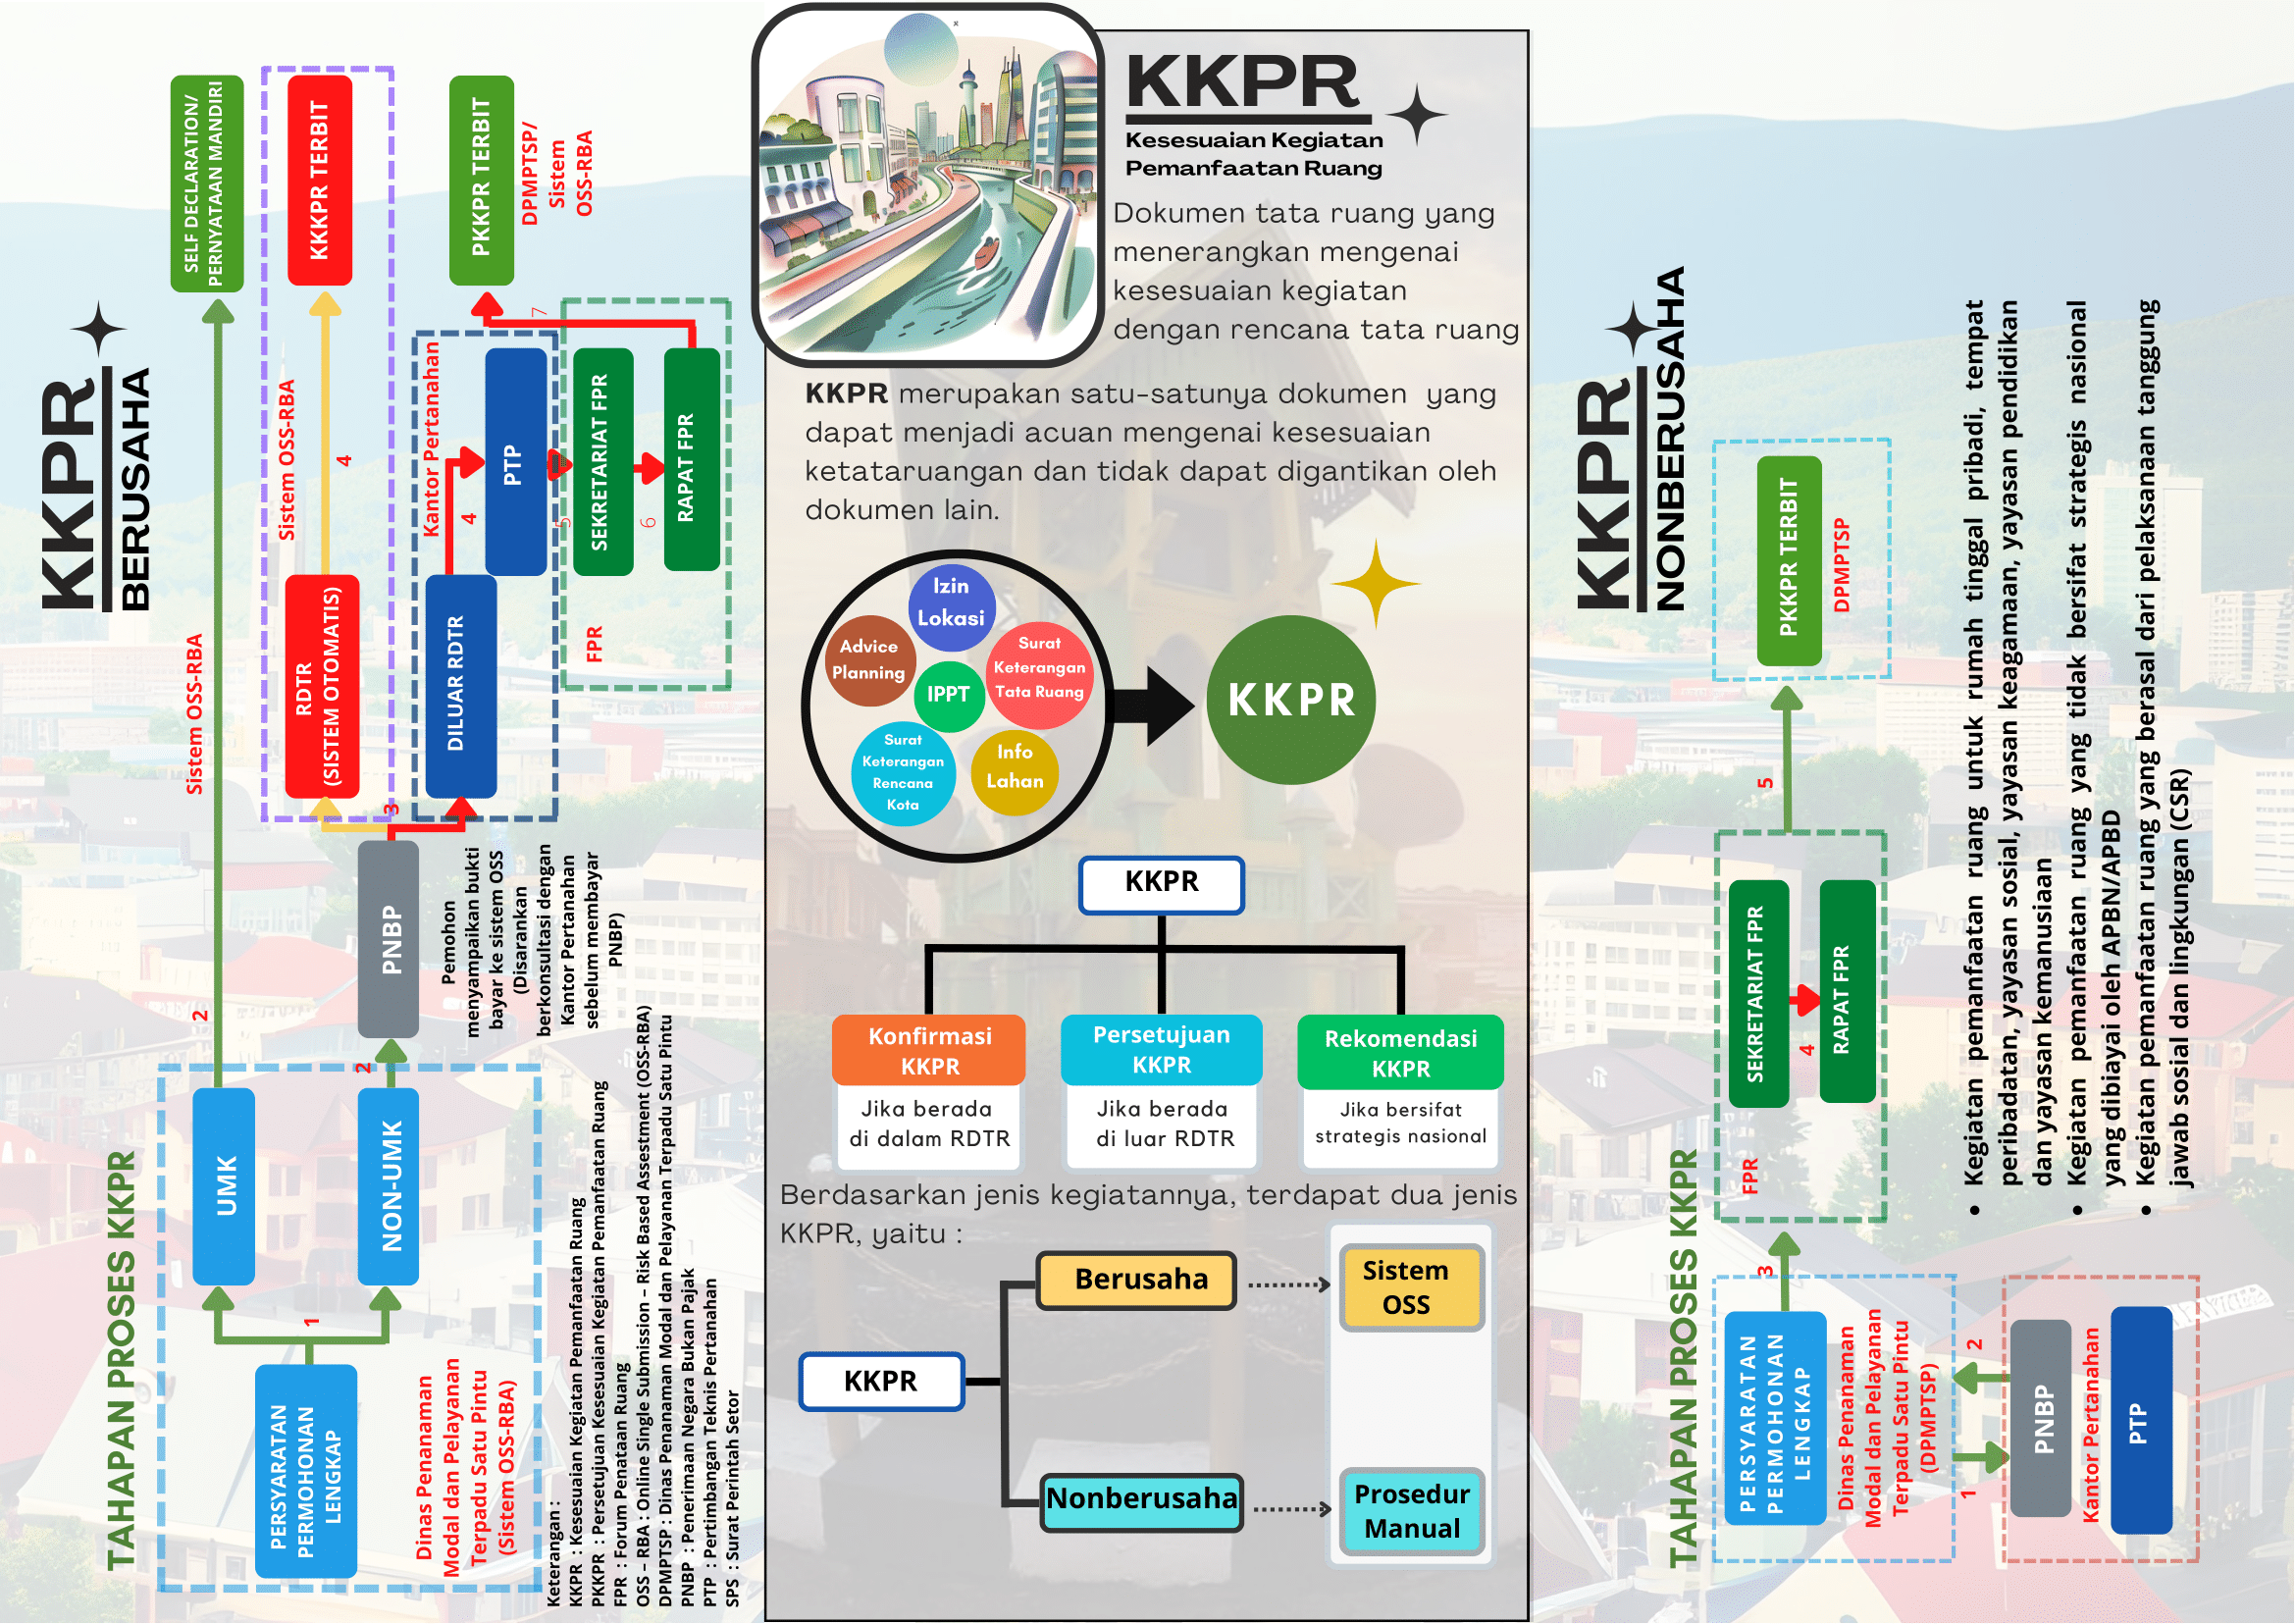 KKPR
BERUSAHA
TAHAPAN PROSES KKPR
PERSYARATAN
PERMOHONAN
LENGKAP
Dinas Penanaman
Modal dan Pelayanan
Terpadu Satu Pintu
(Sistem OSS-RBA)
1
UMK
NON-UMK
2
Sistem OSS-RBA
SELF DECLARATION/
PERNYATAAN MANDIRI
2
PNBP
Pemohon
menyampaikan bukti
bayar ke sistem OSS
(Disarankan
berkonsultasi dengan
Kantor Pertanahan
sebelum membayar
PNBP)
3
RDTR
(SISTEM OTOMATIS)
Sistem OSS-RBA
4
KKKPR TERBIT
DILUAR RDTR
Kantor Pertanahan
4
PTP
5
FPR
SEKRETARIAT FPR
6
RAPAT FPR
7
PKKPR TERBIT
DPMPTSP/
Sistem
OSS-RBA
Keterangan :
KKPR : Kesesuaian Kegiatan Pemanfaatan Ruang
PKKPR : Persetujuan Kesesuaian Kegiatan Pemanfaatan Ruang
FPR : Forum Penataan Ruang
OSS – RBA : Online Single Submission – Risk Based Assestment (OSS-RBA)
DPMPTSP : Dinas Penanaman Modal dan Pelayanan Terpadu Satu Pintu
PNBP : Penerimaan Negara Bukan Pajak
PTP : Pertimbangan Teknis Pertanahan
SPS : Surat Perintah Setor
KKPR
Kesesuaian Kegiatan
Pemanfaatan Ruang
Dokumen tata ruang yang
menerangkan mengenai
kesesuaian kegiatan
dengan rencana tata ruang
KKPR merupakan satu-satunya dokumen yang
dapat menjadi acuan mengenai kesesuaian
ketataruangan dan tidak dapat digantikan oleh
dokumen lain.
Izin
Lokasi
Advice
Planning
Surat
Keterangan
Tata Ruang
IPPT
Surat
Keterangan
Rencana
Kota
Info
Lahan
KKPR
KKPR
Konfirmasi
KKPR
Jika berada
di dalam RDTR
Persetujuan
KKPR
Jika berada
di luar RDTR
Rekomendasi
KKPR
Jika bersifat
strategis nasional
Berdasarkan jenis kegiatannya, terdapat dua jenis
KKPR, yaitu :
KKPR
Berusaha
Sistem
OSS
Nonberusaha
Prosedur
Manual
KKPR
NONBERUSAHA
TAHAPAN PROSES KKPR
PERSYARATAN
PERMOHONAN
LENGKAP
Dinas Penanaman
Modal dan Pelayanan
Terpadu Satu Pintu
(DPMPTSP)
1
2
PNBP
Kantor Pertanahan
PTP
3
FPR
SEKRETARIAT FPR
4
RAPAT FPR
5
PKKPR TERBIT
DPMPTSP
• Kegiatan pemanfaatan ruang untuk rumah tinggal pribadi, tempat
peribadatan, yayasan sosial, yayasan keagamaan, yayasan pendidikan
dan yayasan kemanusiaan
• Kegiatan pemanfaatan ruang yang tidak bersifat strategis nasional
yang dibiayai oleh APBN/APBD
• Kegiatan pemanfaatan ruang yang berasal dari pelaksanaan tanggung
jawab sosial dan lingkungan (CSR)